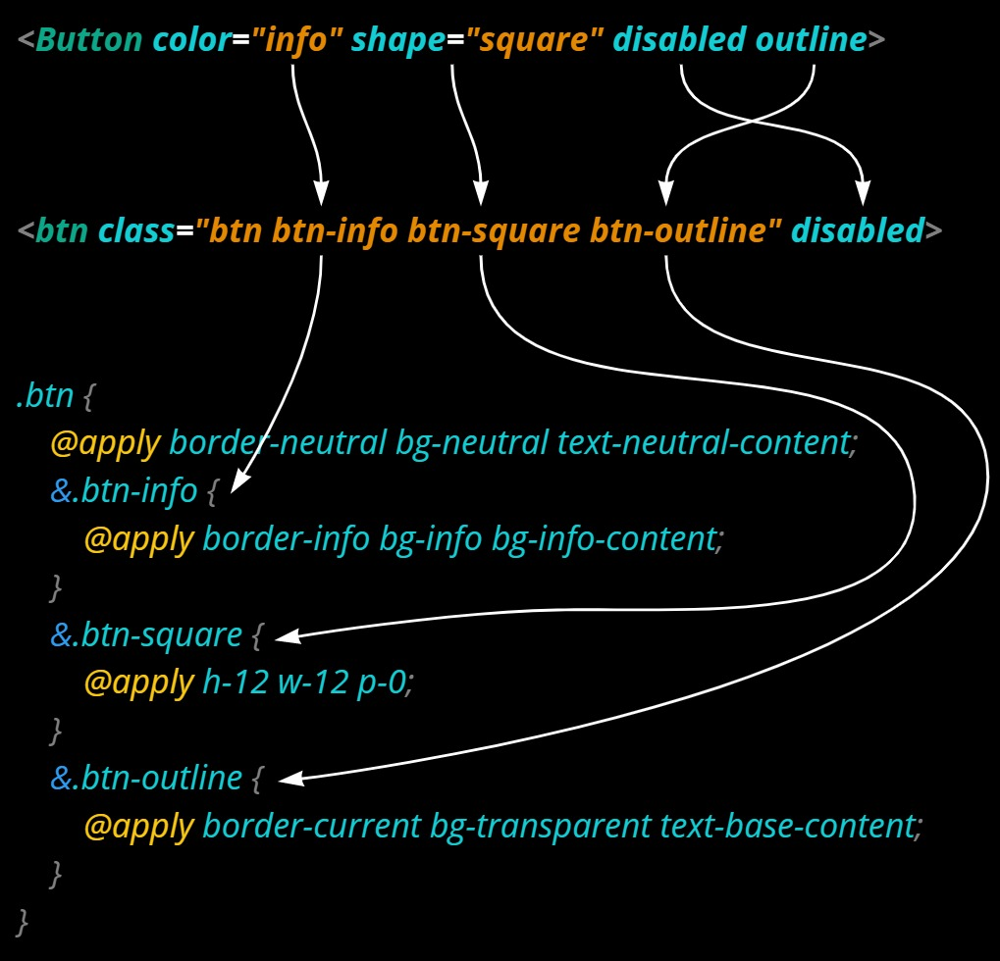 <Button color="info" shape="square" disabled outline>
<btn class="btn btn-info btn-square btn-outline" disabled>
.btn {
@apply border-neutral bg-neutral text-neutral-content;
&.btn-info {
@apply border-info bg-info bg-info-content;
}
&.btn-square {
@apply h-12 w-12 p-0;
}
&.btn-outline {
@apply border-current bg-transparent text-base-content;
}
}